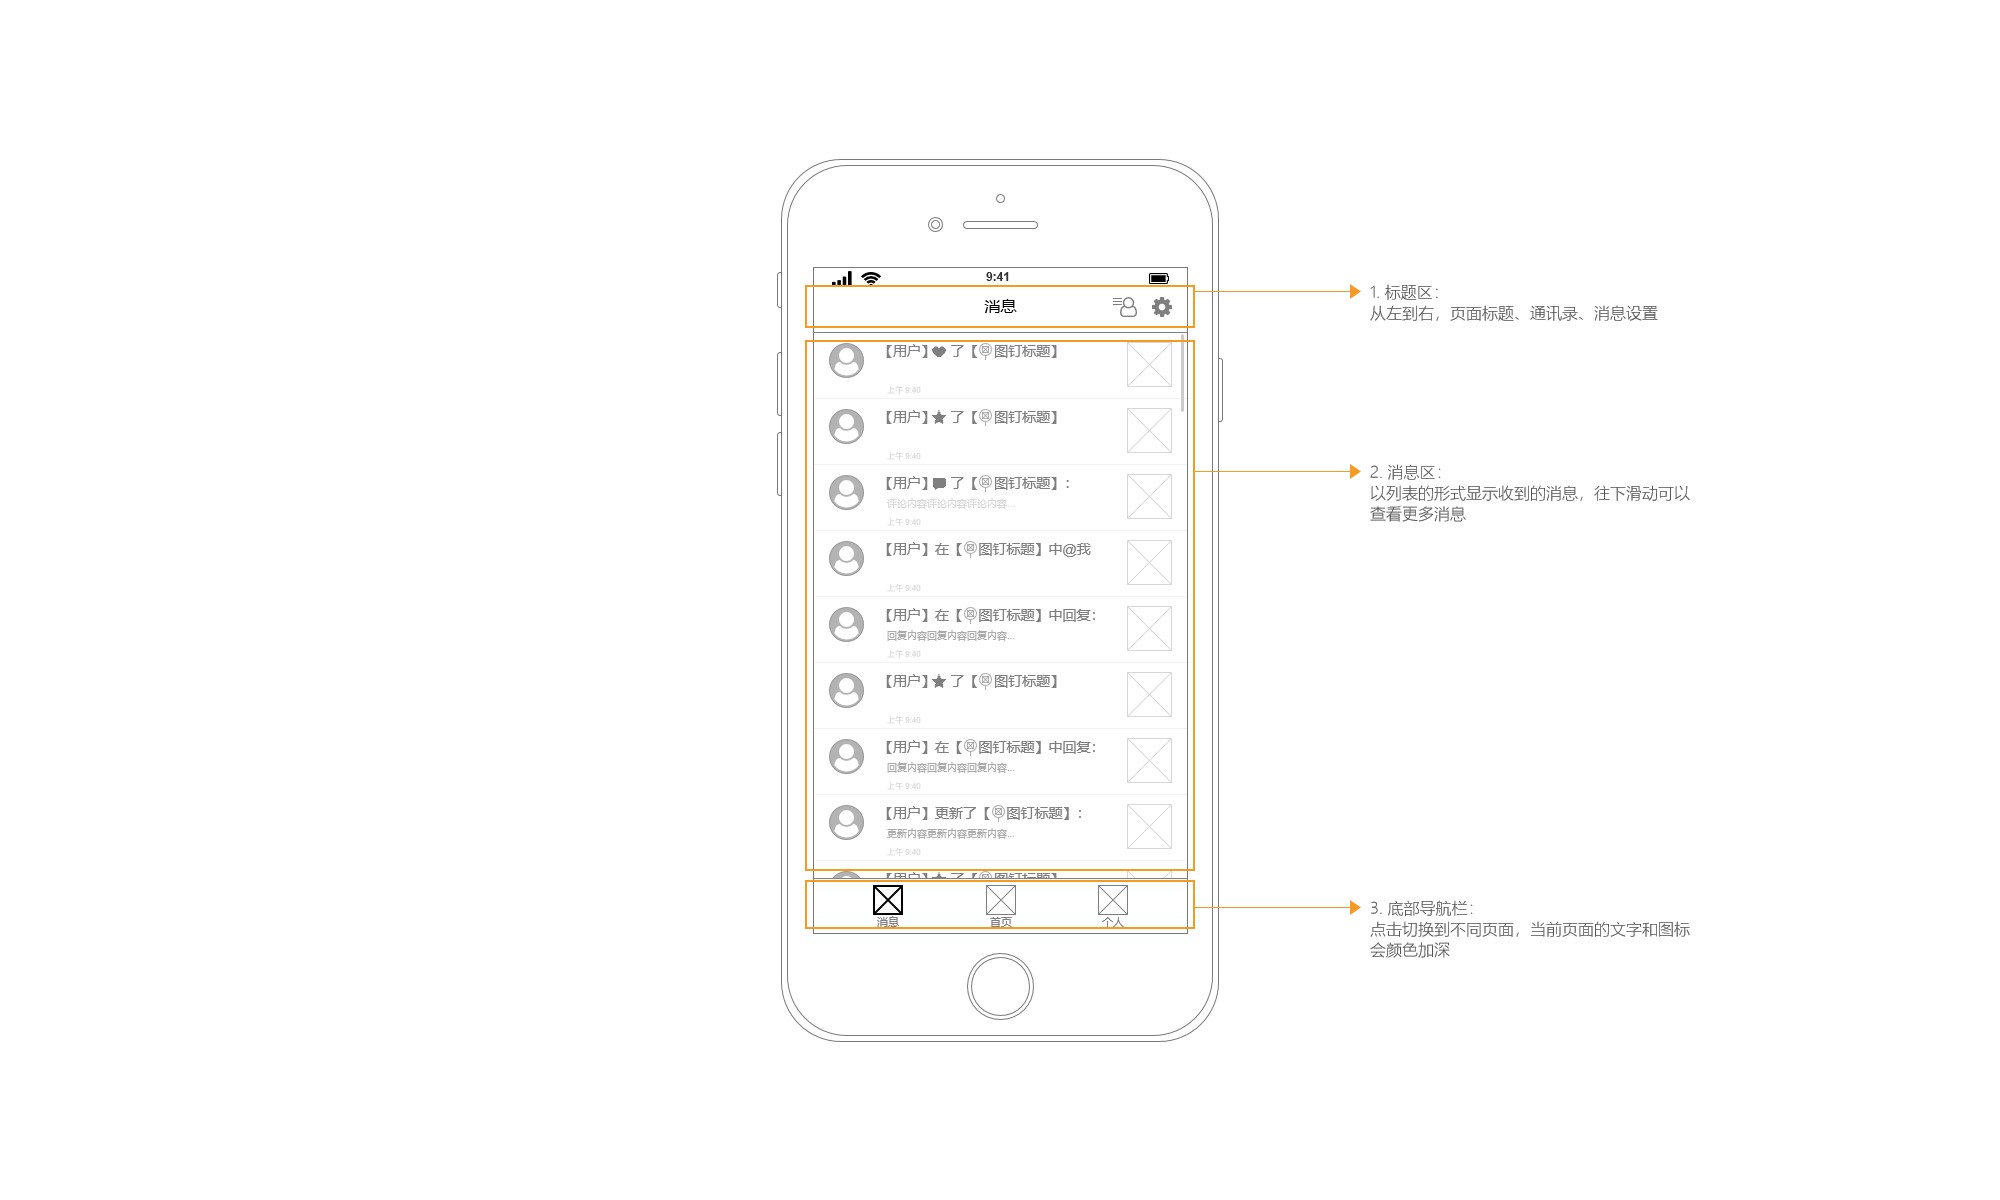 9:41
消息
【用户】了【图钉标题】
上午 9:40
【用户】了【图钉标题】
上午 9:40
【用户】了【图钉标题】：
评论内容评论内容评论内容...
上午 9:40
【用户】在【图钉标题】中@我
上午 9:40
【用户】在【图钉标题】中回复：
回复内容回复内容回复内容...
上午 9:40
【用户】了【图钉标题】
上午 9:40
【用户】在【图钉标题】中回复：
回复内容回复内容回复内容...
上午 9:40
【用户】更新了【图钉标题】：
更新内容更新内容更新内容...
上午 9:40
【用户】了【图钉标题】
消息
首页
个人
1. 标题区：
从左到右，页面标题、通讯录、消息设置
2. 消息区：
以列表的形式显示收到的消息，往下滑动可以
查看更多消息
3. 底部导航栏：
点击切换到不同页面，当前页面的文字和图标
会颜色加深